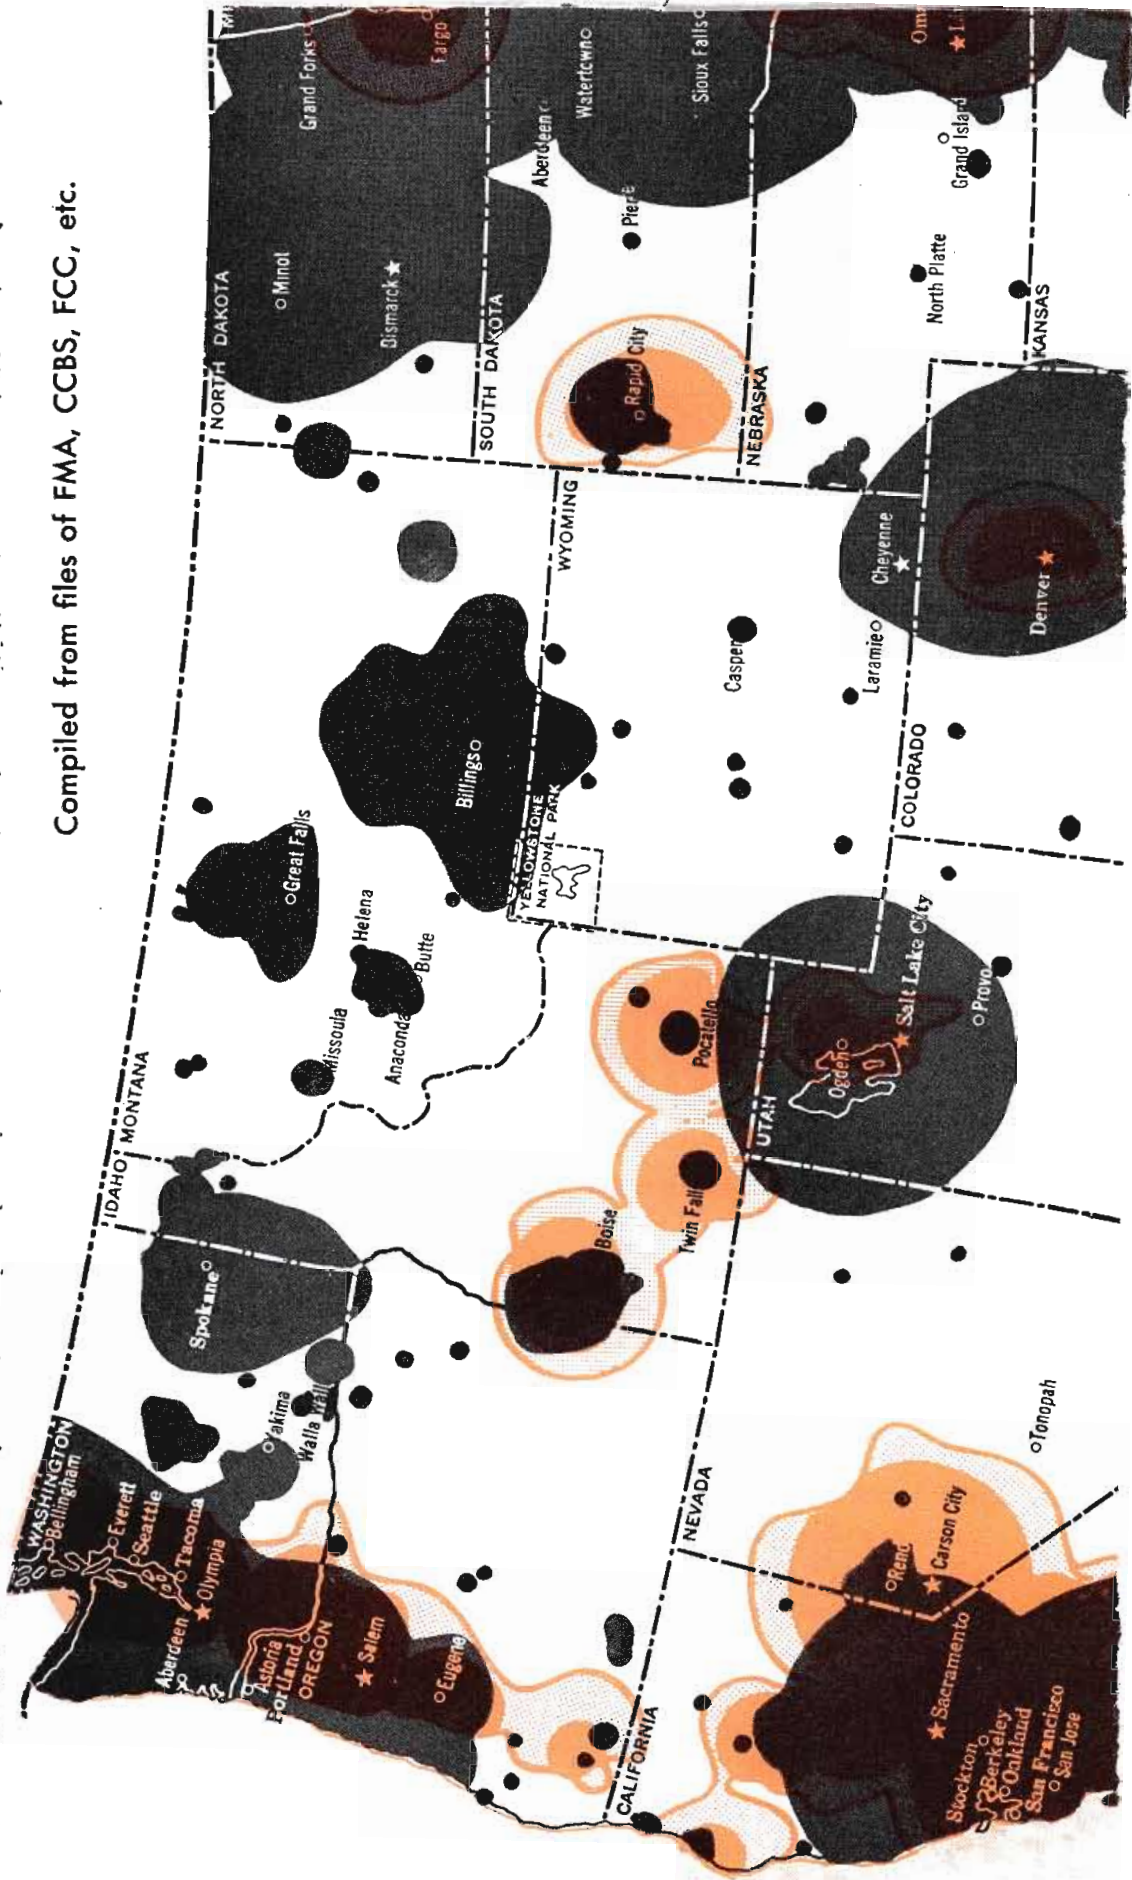 Compiled from files of FMA, CCBS, FCC, etc.
WASHINGTON
Bellingham
Everett
Seattle
Tacoma
Olympia
Aberdeen
Yakima
Walla Wall
Spokane
Astoria
Portland
OREGON
Salem
Eugene
IDAHO
MONTANA
Missoula
Great Falls
Helena
Butte
Anaconda
Billings
YELLOWSTONE
NATIONAL PARK
Boise
Twin Fall
Pocatello
NORTH DAKOTA
Minot
Bismarck
Grand Forks
Fargo
SOUTH DAKOTA
Aberdeen
Watertown
Sioux Falls
Pierre
Rapid City
WYOMING
Casper
Laramie
Cheyenne
NEBRASKA
North Platte
Grand Island
Om
Li
KANSAS
COLORADO
Denver
UTAH
Ogden
Salt Lake City
Provo
NEVADA
Reno
Carson City
Tonopah
CALIFORNIA
Sacramento
Stockton
Berkeley
Oakland
San Francisco
San Jose